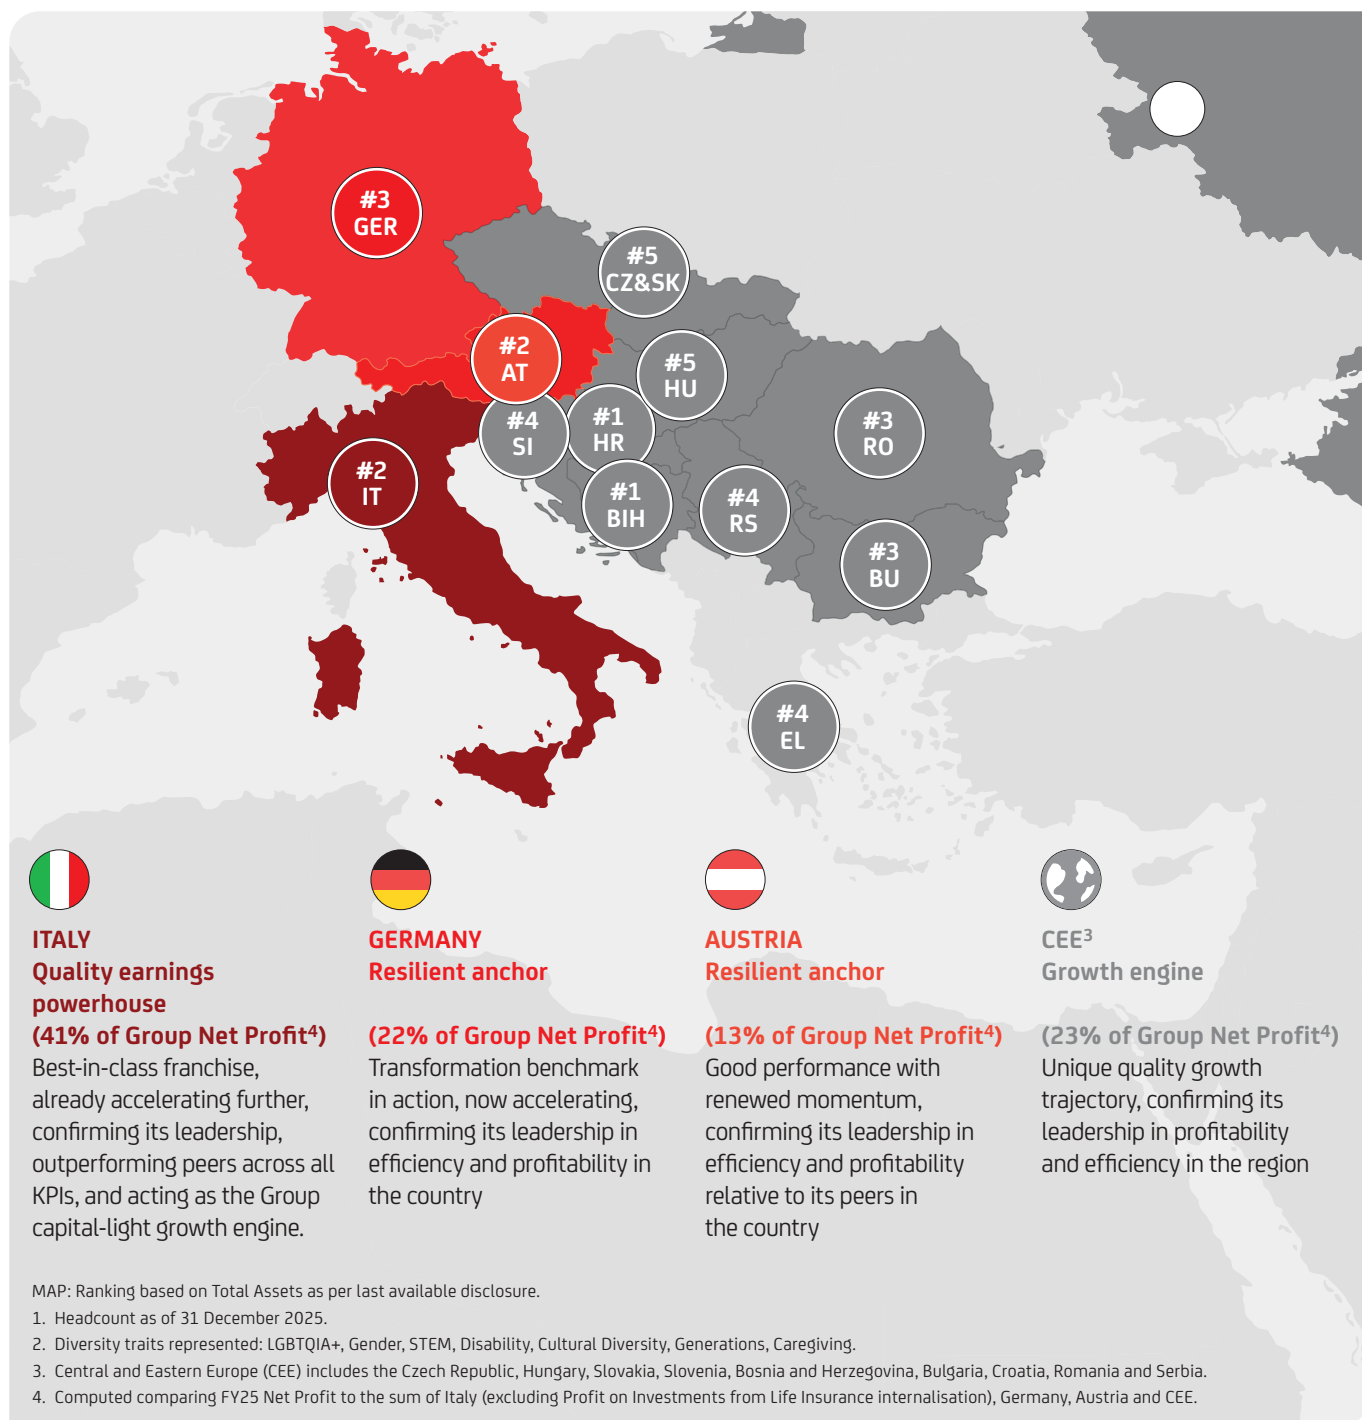 #3
GER
#5
CZ&SK
#2
AT
#5
HU
#4
SI
#1
HR
#3
RO
#2
IT
#1
BIH
#4
RS
#3
BU
#4
EL
ITALY
Quality earnings
powerhouse
(41% of Group Net Profit⁴)
Best-in-class franchise,
already accelerating further,
confirming its leadership,
outperforming peers across all
KPIs, and acting as the Group
capital-light growth engine.
GERMANY
Resilient anchor
(22% of Group Net Profit⁴)
Transformation benchmark
in action, now accelerating,
confirming its leadership in
efficiency and profitability in
the country
AUSTRIA
Resilient anchor
(13% of Group Net Profit⁴)
Good performance with
renewed momentum,
confirming its leadership in
efficiency and profitability
relative to its peers in
the country
CEE³
Growth engine
(23% of Group Net Profit⁴)
Unique quality growth
trajectory, confirming its
leadership in profitability
and efficiency in the region
MAP: Ranking based on Total Assets as per last available disclosure.
1. Headcount as of 31 December 2025.
2. Diversity traits represented: LGBTQIA+, Gender, STEM, Disability, Cultural Diversity, Generations, Caregiving.
3. Central and Eastern Europe (CEE) includes the Czech Republic, Hungary, Slovakia, Slovenia, Bosnia and Herzegovina, Bulgaria, Croatia, Romania and Serbia.
4. Computed comparing FY25 Net Profit to the sum of Italy (excluding Profit on Investments from Life Insurance internalisation), Germany, Austria and CEE.